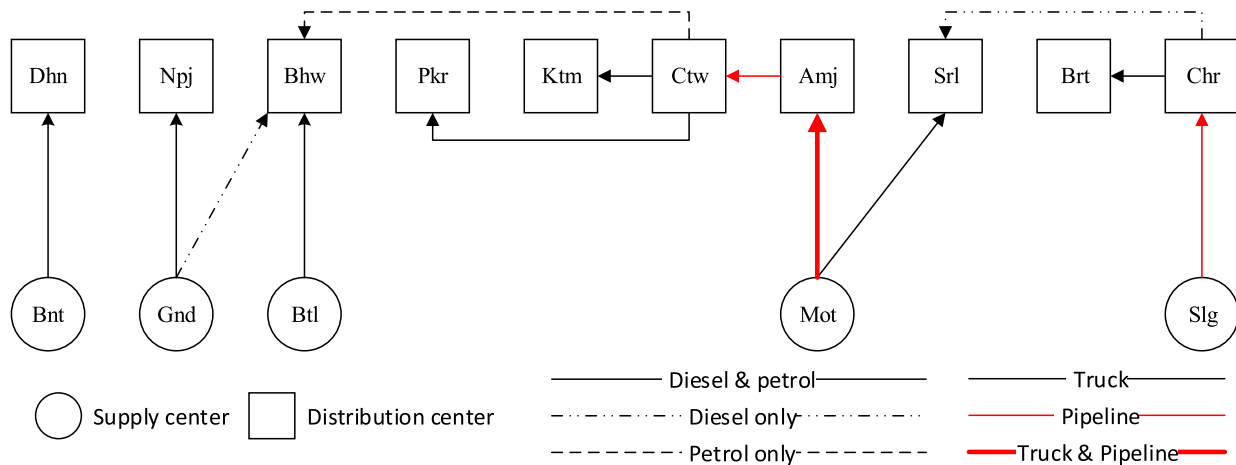 Dhn Npj Bhw Pkr Ktm Ctw Amj Srl Brt Chr
Bnt Gnd Btl Mot Slg
Diesel & petrol Truck
Supply center Distribution center Diesel only Pipeline
Petrol only Truck & Pipeline